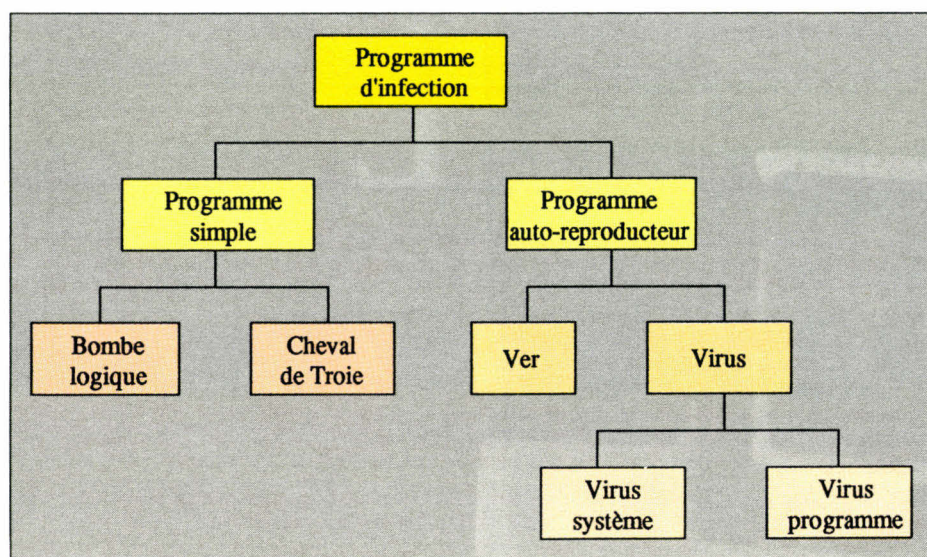 Programme
d'infection
Programme
simple
Programme
auto-reproducteur
Bombe
logique
Cheval
de Troie
Ver
Virus
Virus
système
Virus
programme